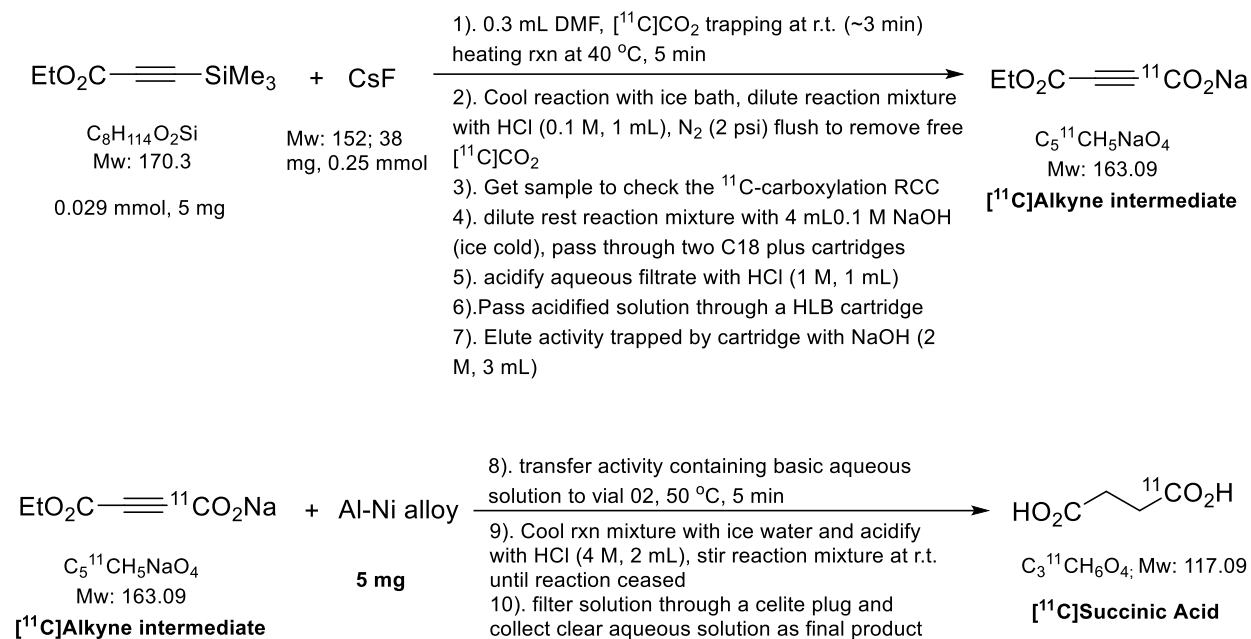 1). 0.3 mL DMF, [¹¹C]CO₂ trapping at r.t. (~3 min)
heating rxn at 40 °C, 5 min
EtO₂C SiMe₃ + CsF EtO₂C ¹¹CO₂Na
2). Cool reaction with ice bath, dilute reaction mixture
with HCl (0.1 M, 1 mL), N₂ (2 psi) flush to remove free
[¹¹C]CO₂
3). Get sample to check the ¹¹C-carboxylation RCC
4). dilute rest reaction mixture with 4 mL0.1 M NaOH
(ice cold), pass through two C18 plus cartridges
5). acidify aqueous filtrate with HCl (1 M, 1 mL)
6).Pass acidified solution through a HLB cartridge
7). Elute activity trapped by cartridge with NaOH (2
M, 3 mL)
C₈H₁₁₄O₂Si
Mw: 170.3
0.029 mmol, 5 mg
Mw: 152; 38
mg, 0.25 mmol
C₅¹¹CH₅NaO₄
Mw: 163.09
[¹¹C]Alkyne intermediate
8). transfer activity containing basic aqueous
solution to vial 02, 50 °C, 5 min
EtO₂C ¹¹CO₂Na + Al-Ni alloy HO₂C ¹¹CO₂H
9). Cool rxn mixture with ice water and acidify
with HCl (4 M, 2 mL), stir reaction mixture at r.t.
until reaction ceased
10). filter solution through a celite plug and
collect clear aqueous solution as final product
C₅¹¹CH₅NaO₄
Mw: 163.09
[¹¹C]Alkyne intermediate
5 mg
C₃¹¹CH₆O₄; Mw: 117.09
[¹¹C]Succinic Acid